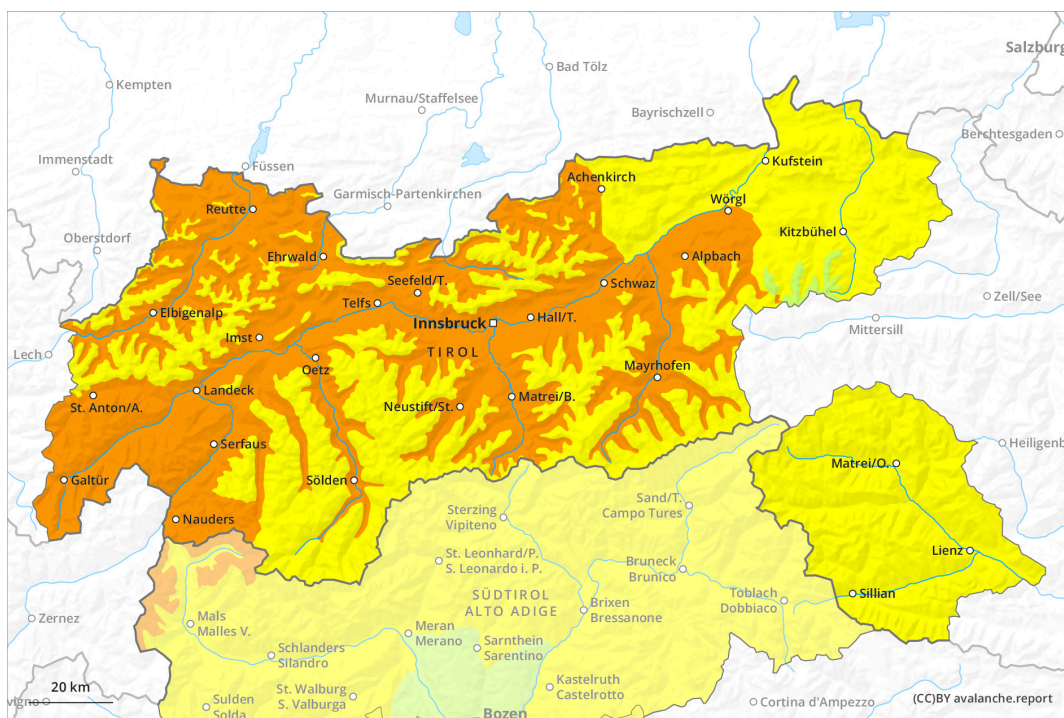 Salzburg
Bad Tölz
Kempten
Murnau/Staffelsee
Bayrischzell
Berchtesgaden
Immenstadt
Füssen
Kufstein
Achenkirch
Garmisch-Partenkirchen
Wörgl
Reutte
Oberstdorf
Kitzbühel
Ehrwald
Alpbach
Seefeld/T.
Schwaz
Zell/See
Telfs
Elbigenalp
Hall/T.
Innsbruck
Mittersill
Imst
TIROL
Lech
Oetz
Mayrhofen
Landeck
St. Anton/A.
Neustift/St.
Matrei/B.
Serfaus
Heiligenb
Matrei/O.
Galtür
Sölden
Sand/T.
Campo Tures
Sterzing
Vipiteno
Nauders
Lienz
St. Leonhard/P.
S. Leonardo i. P.
Bruneck
Brunico
SÜDTIROL
ALTO ADIGE
Sillian
Toblach
Dobbiaco
Brixen
Bressanone
Zernez
Mals
Malles V.
Meran
Merano
Sarnthein
Sarentino
Schlanders
Silandro
Kastelruth
Castelrotto
St. Walburg
S. Valburga
20 km
Sulden
Solda
vigno
Bozen
Cortina d'Ampezzo
(CC)BY avalanche.report